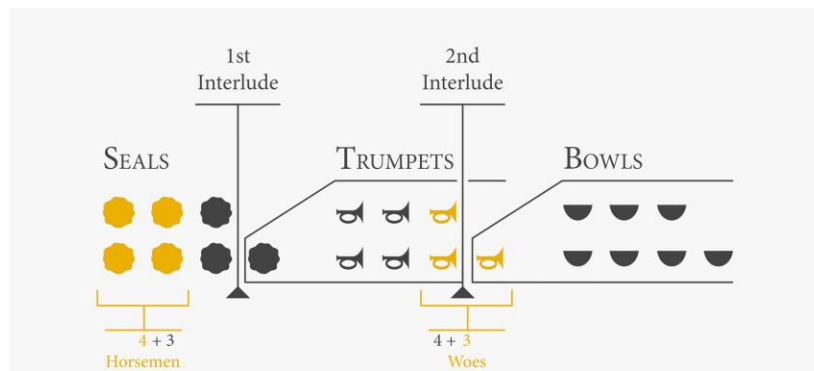 1st
Interlude
2nd
Interlude
SEALS
TRUMPETS
BOWLS
4 + 3
Horsemen
4 + 3
Woes